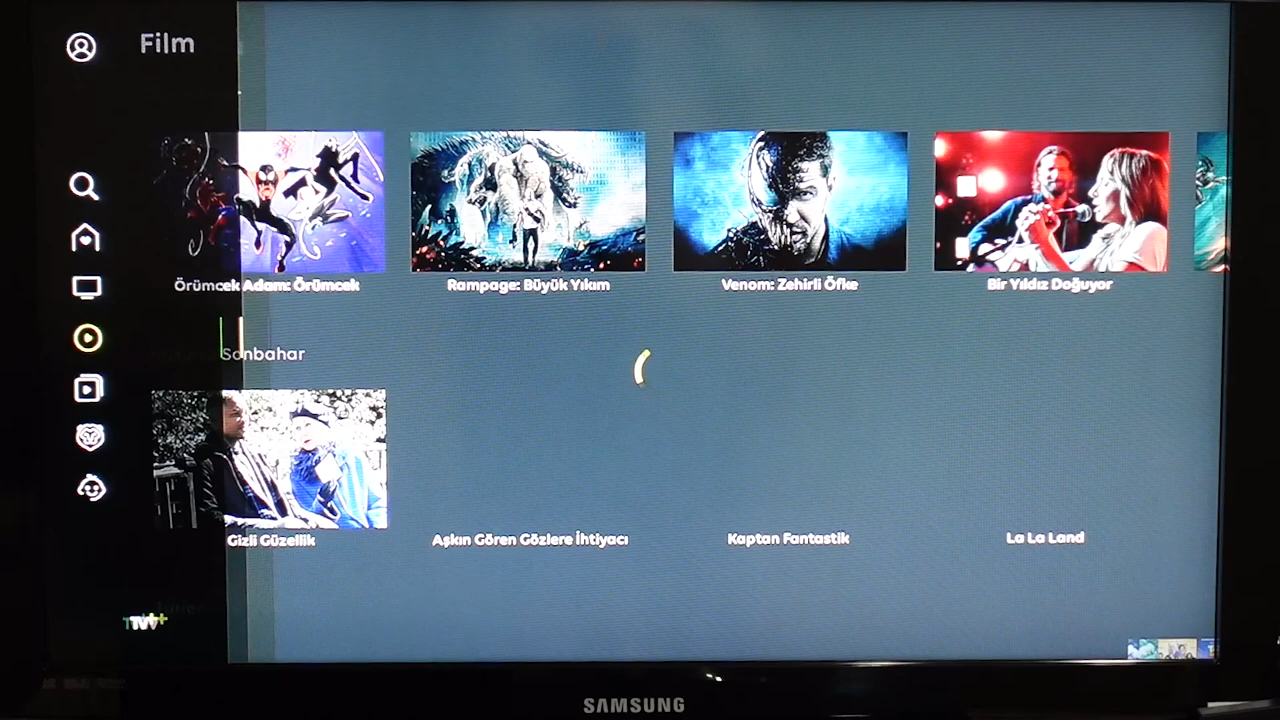 Film
Örümcek Adam: Örümcek
Rampage: Büyük Yıkım
Venom: Zehirli Öfke
Bir Yıldız Doğuyor
Sonbahar
Gizli Güzellik
Aşkın Gören Gözlere İhtiyacı
Kaptan Fantastik
La La Land
Türler
TV+
SAMSUNG